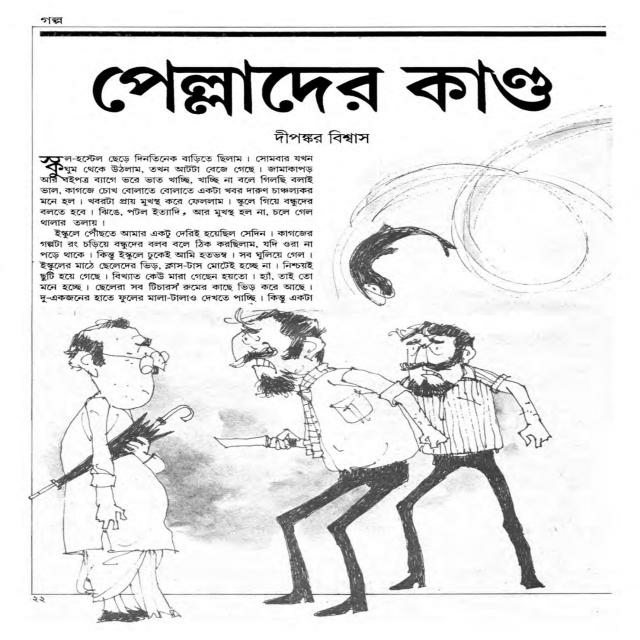 গল্প
পেল্লাদের কাণ্ড
দীপঙ্কর বিশ্বাস
স্কুল-হস্টেল ছেড়ে দিনতিনেক বাড়িতে ছিলাম । সোমবার যখন
ঘুম থেকে উঠলাম, তখন আটটা বেজে গেছে । জামাকাপড়
আর বইপত্র ব্যাগে ভরে ভাত খাচ্ছি, খাচ্ছি না বলে গিলছি বলাই
ভাল, কাগজে চোখ বোলাতে বোলাতে একটা খবর দারুণ চাঞ্চল্যকর
মনে হল । খবরটা প্রায় মুখস্থ করে ফেললাম । স্কুলে গিয়ে বন্ধুদের
বলতে হবে । ঝিঙে, পটল ইত্যাদি, আর মুখস্থ হল না, চলে গেল
থালার তলায় ।
ইস্কুলে পৌঁছতে আমার একটু দেরিই হয়েছিল সেদিন । কাগজের
গল্পটা রং চড়িয়ে বন্ধুদের বলব বলে ঠিক করছিলাম, যদি ওরা না
পড়ে থাকে । কিন্তু ইস্কুলে ঢুকেই আমি হতভম্ব । সব ঘুলিয়ে গেল ।
ইস্কুলের মাঠে ছেলেদের ভিড়, ক্লাস-টাস মোটেই হচ্ছে না । নিশ্চয়ই
ছুটি হয়ে গেছে । বিখ্যাত কেউ মারা গেছেন হয়তো । হ্যাঁ, তাই তো
মনে হচ্ছে । ছেলেরা সব টিচারস' রুমের কাছে ভিড় করে আছে ।
দু-একজনের হাতে ফুলের মালা-টালাও দেখতে পাচ্ছি । কিন্তু একটা
২২